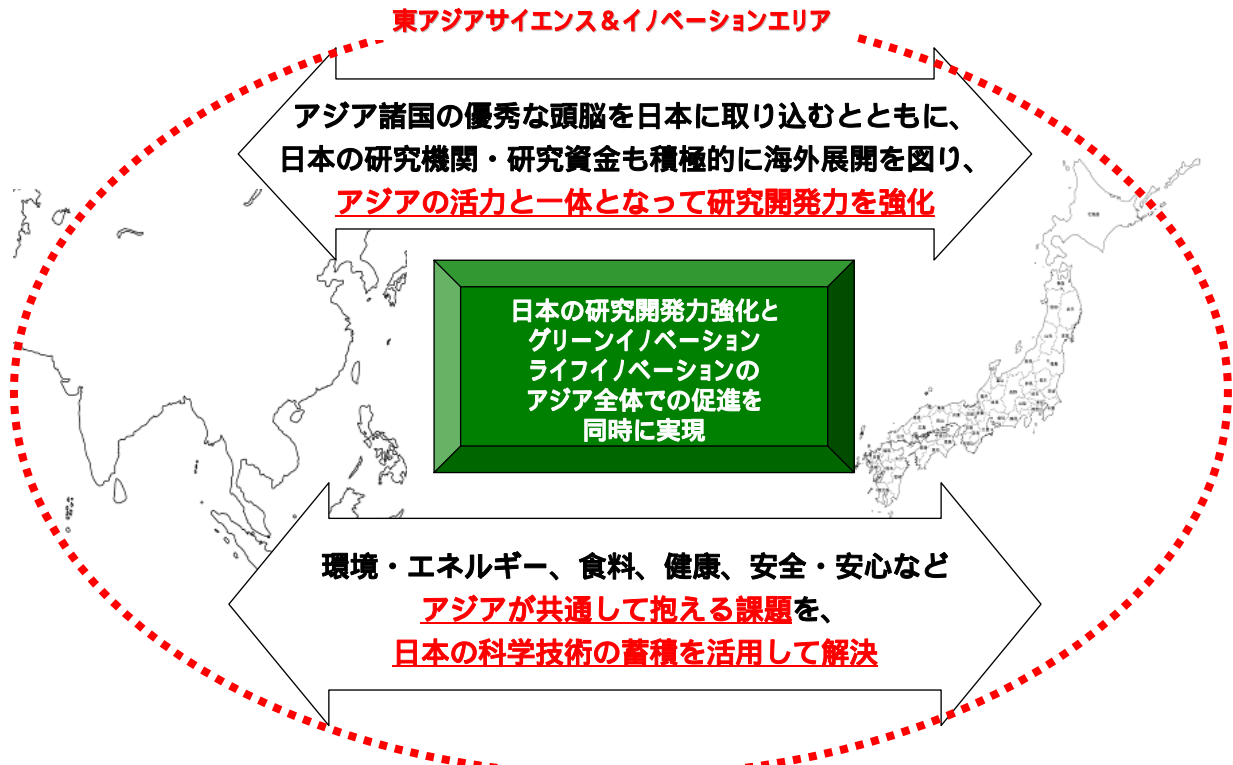 東アジアサイエンス＆イノベーションエリア
アジア諸国の優秀な頭脳を日本に取り込むとともに、
日本の研究機関・研究資金も積極的に海外展開を図り、
アジアの活力と一体となって研究開発力を強化
日本の研究開発力強化と
グリーンイノベーション
ライフイノベーションの
アジア全体での促進を
同時に実現
環境・エネルギー、食料、健康、安全・安心など
アジアが共通して抱える課題を、
日本の科学技術の蓄積を活用して解決